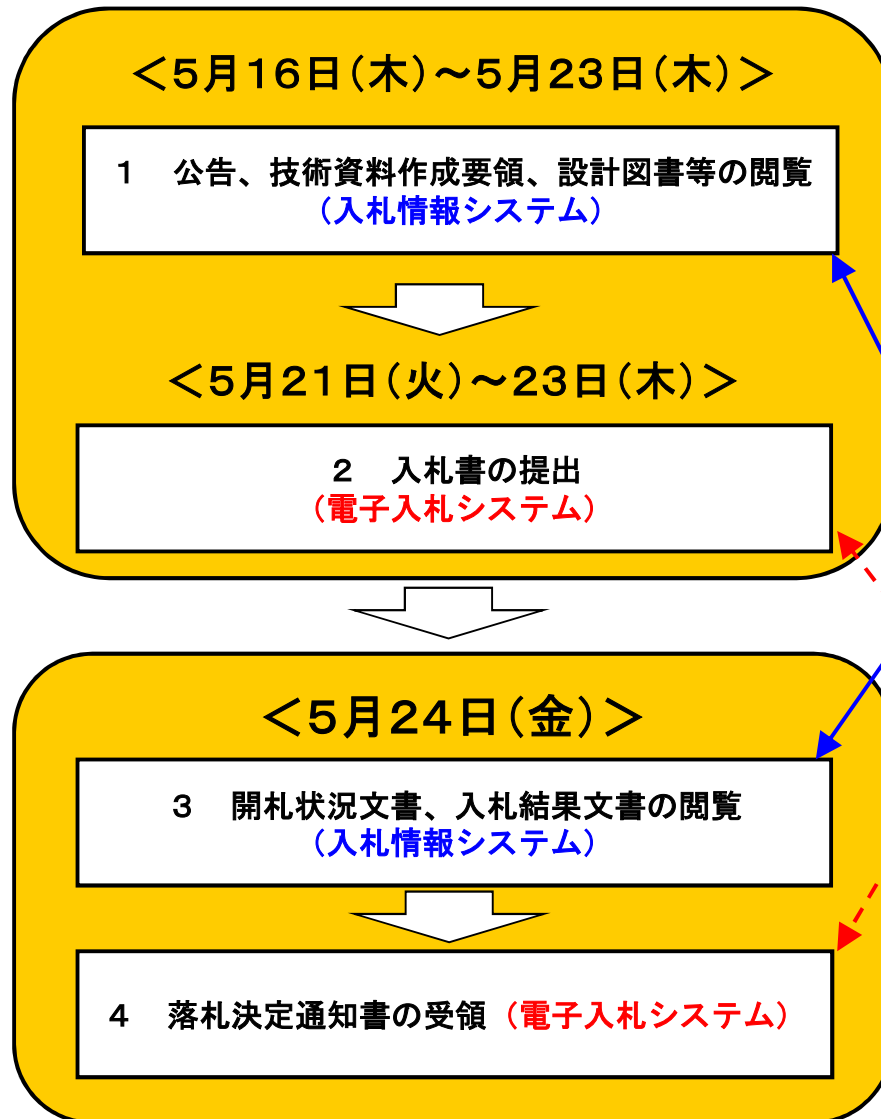 ＜５月１６日（木）～５月２３日（木）＞
１　公告、技術資料作成要領、設計図書等の閲覧
（入札情報システム）
＜５月２１日（火）～２３日（木）＞
２　入札書の提出
（電子入札システム）
＜５月２４日（金）＞
３　開札状況文書、入札結果文書の閲覧
（入札情報システム）
４　落札決定通知書の受領（電子入札システム）